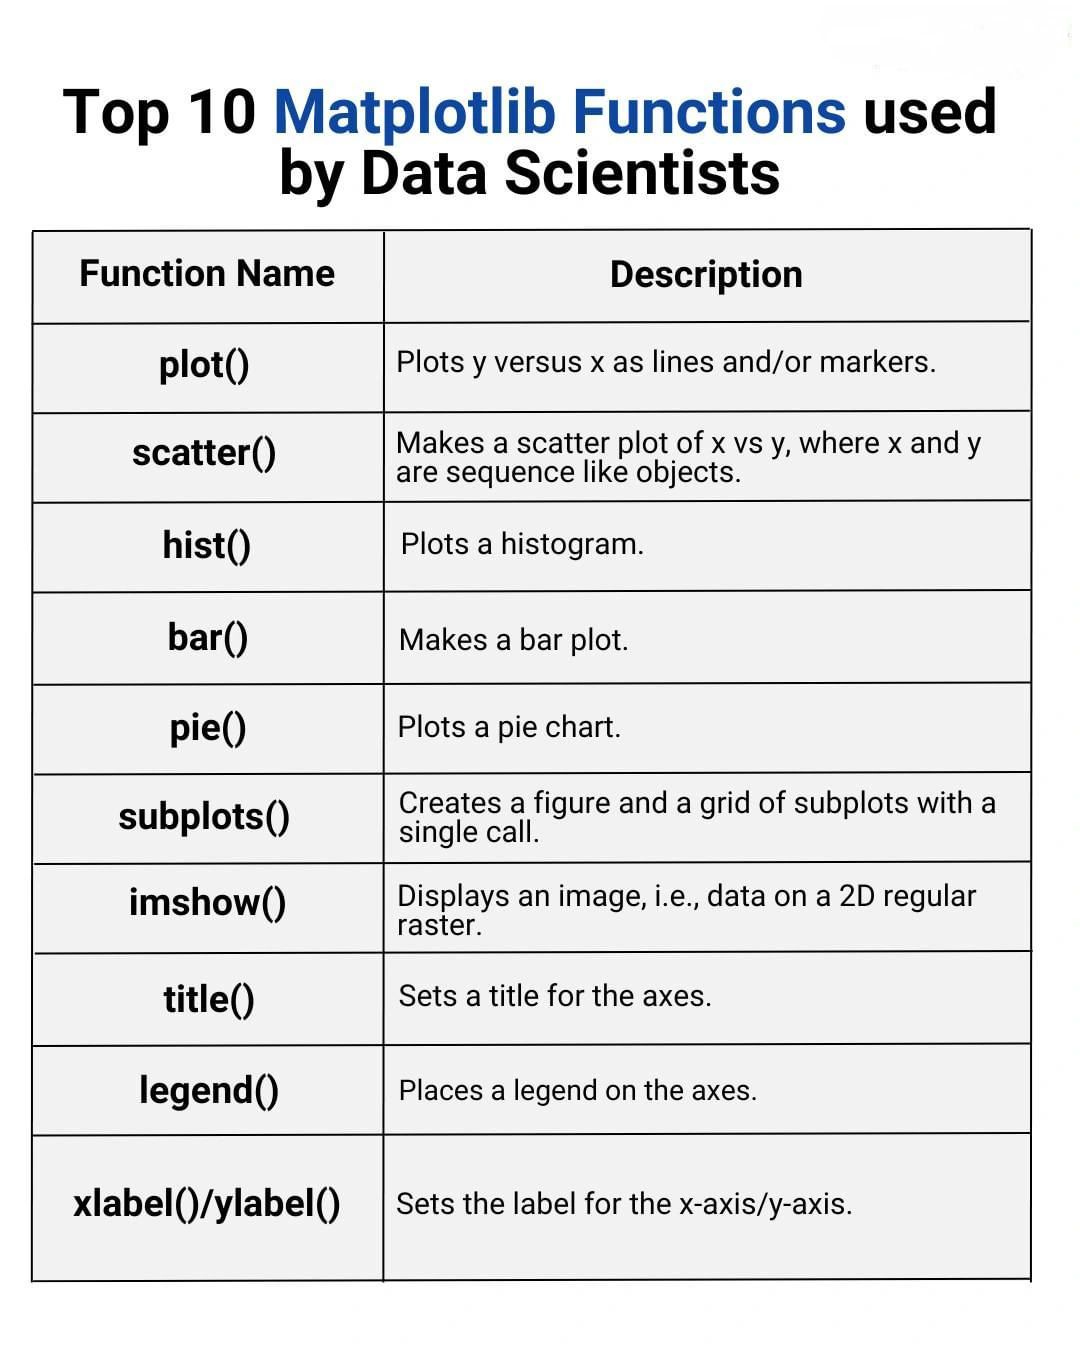 Top 10 Matplotlib Functions used
by Data Scientists
Function Name
Description
plot()
Plots y versus x as lines and/or markers.
scatter()
Makes a scatter plot of x vs y, where x and y
are sequence like objects.
hist()
Plots a histogram.
bar()
Makes a bar plot.
pie()
Plots a pie chart.
subplots()
Creates a figure and a grid of subplots with a
single call.
imshow()
Displays an image, i.e., data on a 2D regular
raster.
title()
Sets a title for the axes.
legend()
Places a legend on the axes.
xlabel()/ylabel()
Sets the label for the x-axis/y-axis.